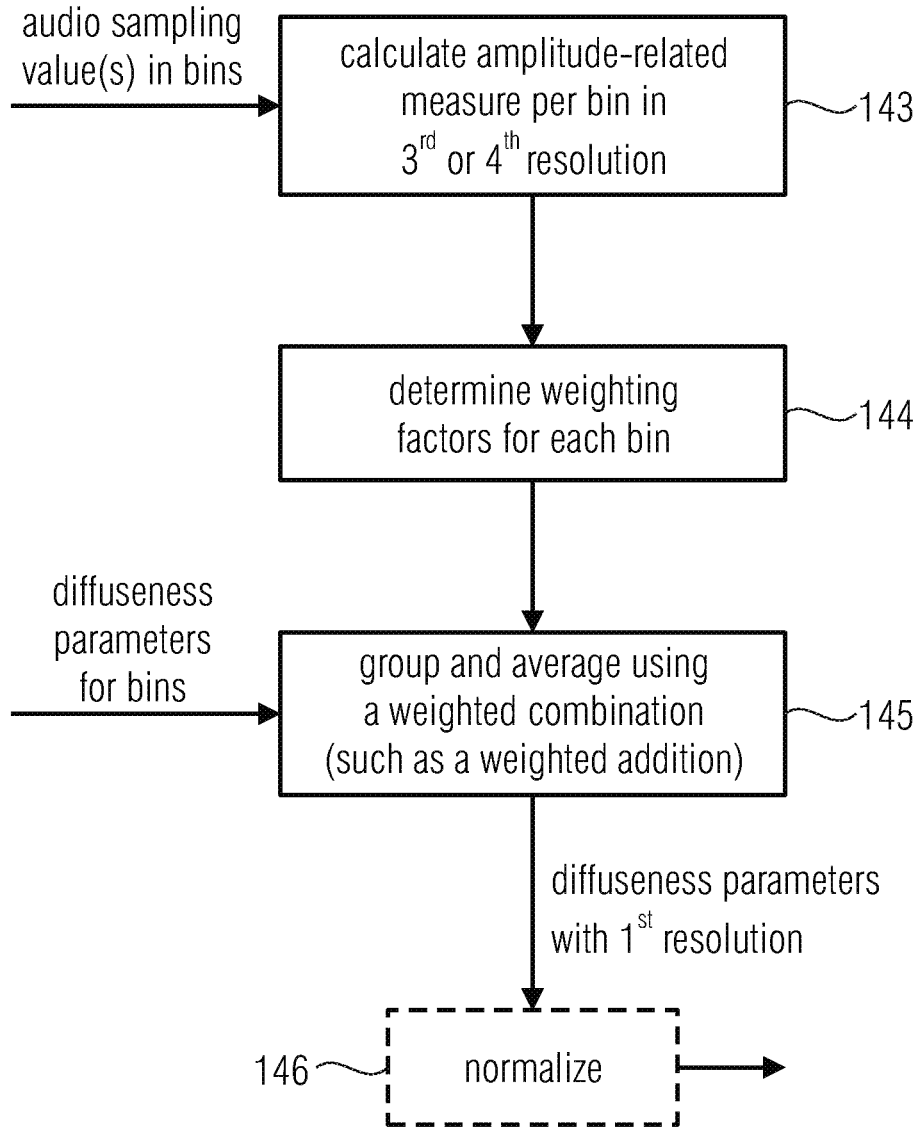 audio sampling
value(s) in bins
calculate amplitude-related
measure per bin in
3rd or 4th resolution
143
determine weighting
factors for each bin
144
diffuseness
parameters
for bins
group and average using
a weighted combination
(such as a weighted addition)
145
diffuseness parameters
with 1st resolution
146
normalize